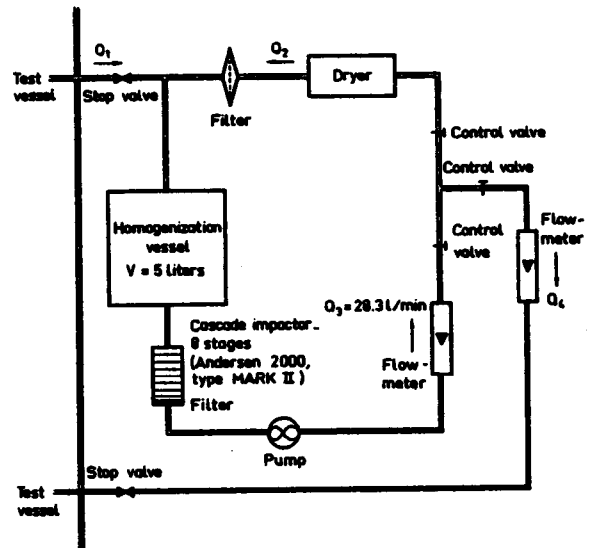 Q₁
Q₂
Test
vessel
Stop valve
Dryer
Filter
Control valve
Control valve
Homogenization
vessel
V = 5 liters
Control
valve
Flow-
meter
Q₄
Q₃ = 28.3 l/min
Cascade impactor-
8 stages
(Andersen 2000,
type MARK II)
Filter
Flow-
meter
Pump
Stop valve
Test
vessel